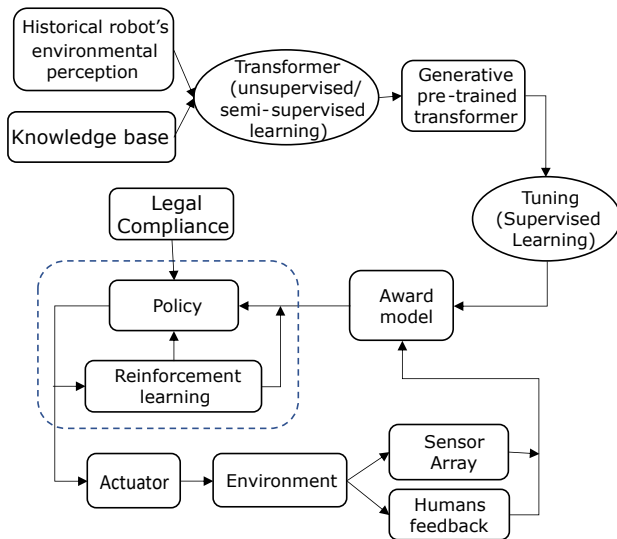 Historical robot's
environmental
perception
Knowledge base
Transformer
(unsupervised/
semi-supervised
learning)
Generative
pre-trained
transformer
Tuning
(Supervised
Learning)
Legal
Compliance
Policy
Award
model
Reinforcement
learning
Actuator
Environment
Sensor
Array
Humans
feedback